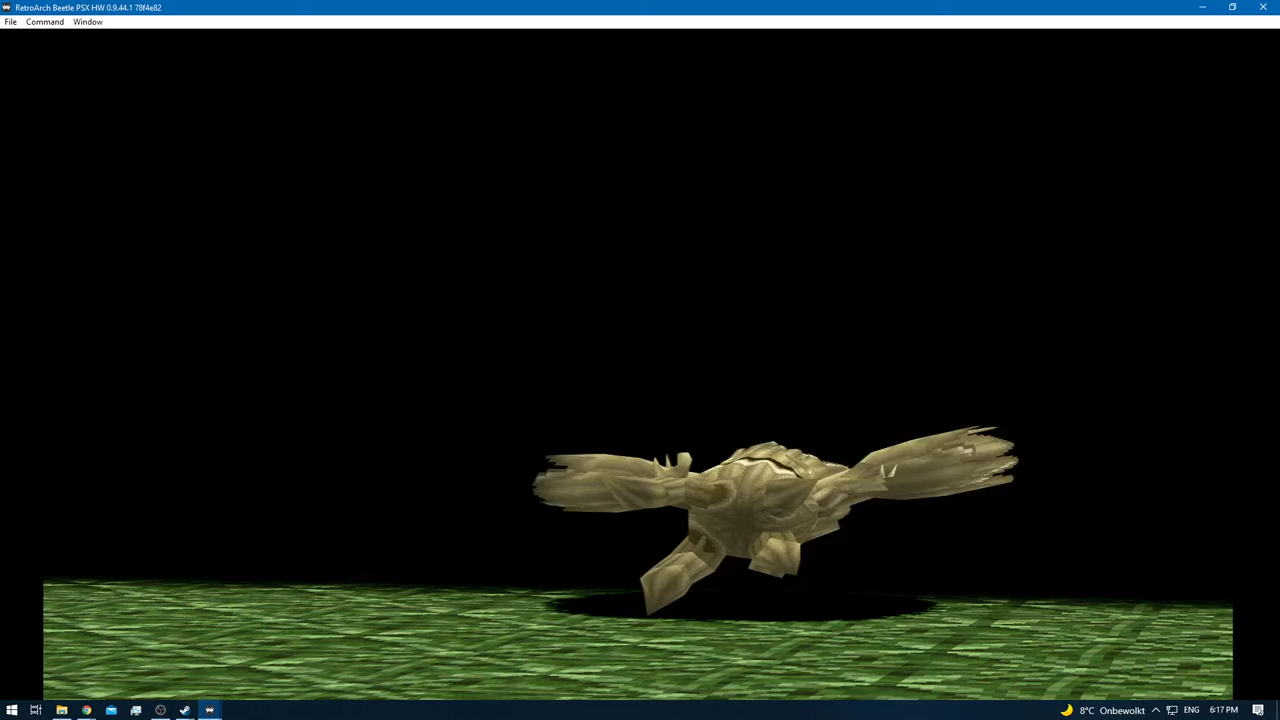 RetroArch Beetle PSX HW 0.9.44.1 78f4e82
File Command Window
8°C Onbewolkt ENG 6:17 PM